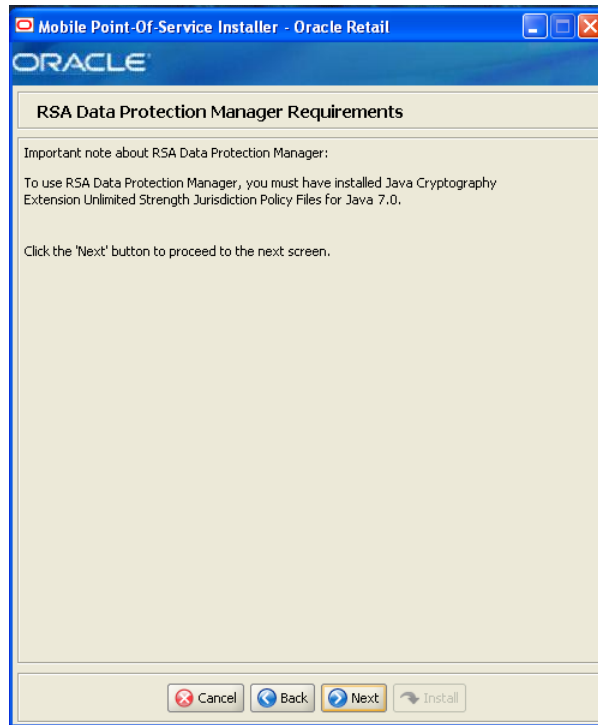 Mobile Point-Of-Service Installer - Oracle Retail
ORACLE
RSA Data Protection Manager Requirements
Important note about RSA Data Protection Manager:
To use RSA Data Protection Manager, you must have installed Java Cryptography
Extension Unlimited Strength Jurisdiction Policy Files for Java 7.0.
Click the 'Next' button to proceed to the next screen.
Cancel Back Next Install